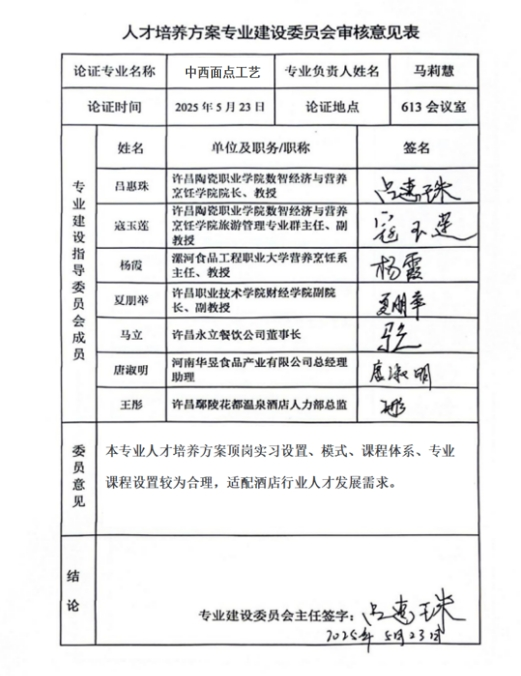 人才培养方案专业建设委员会审核意见表
论证专业名称 中西面点工艺 专业负责人姓名 马莉慧
论证时间 2025年5月23日 论证地点 613会议室
专业建设指导委员会成员
姓名 单位及职务/职称 签名
吕惠珠 许昌陶瓷职业学院数智经济与营养
烹饪学院院长、教授 吕惠珠
寇玉莲 许昌陶瓷职业学院数智经济与营养
烹饪学院旅游管理专业群主任、副
教授 寇玉莲
杨霞 漯河食品工程职业大学营养烹饪系
主任、教授 杨霞
夏朋举 许昌职业技术学院财经学院副院
长、副教授 夏朋举
马立 许昌永立餐饮公司董事长 马立
唐淑明 河南华昱食品产业有限公司总经理
助理 唐淑明
王彤 许昌鄢陵花都温泉酒店人力部总监 王彤
委员意见
本专业人才培养方案顶岗实习设置、模式、课程体系、专业
课程设置较为合理，适配酒店行业人才发展需求。
结论
专业建设委员会主任签字：吕惠珠
2025年5月23日